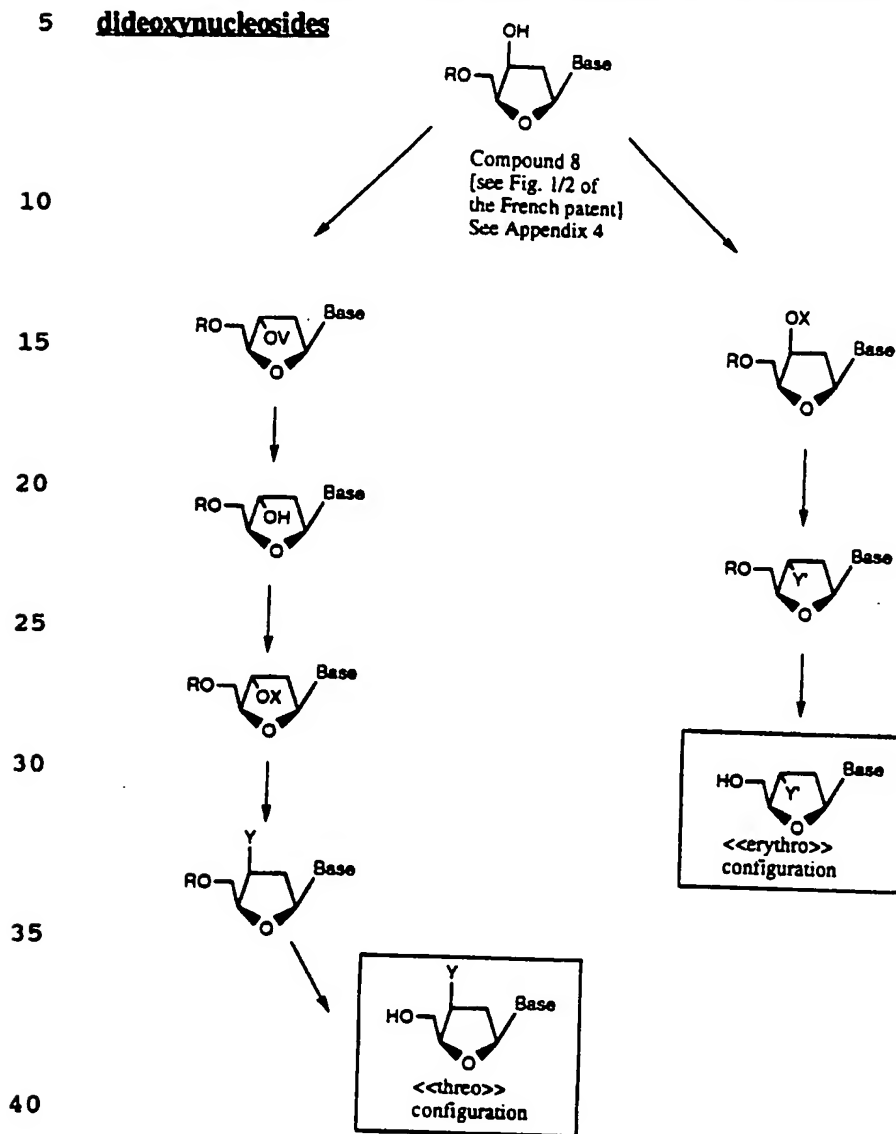 5 dideoxynucleosides
OH
RO Base
O
Compound 8
[see Fig. 1/2 of
the French patent]
See Appendix 4
10
15
RO OV Base
O
OX
RO Base
O
20
RO OH Base
O
RO Y' Base
O
25
RO OX Base
O
30
HO Y' Base
O
<<erythro>>
configuration
Y
RO Base
O
35
Y
HO Base
O
<<threo>>
configuration
40